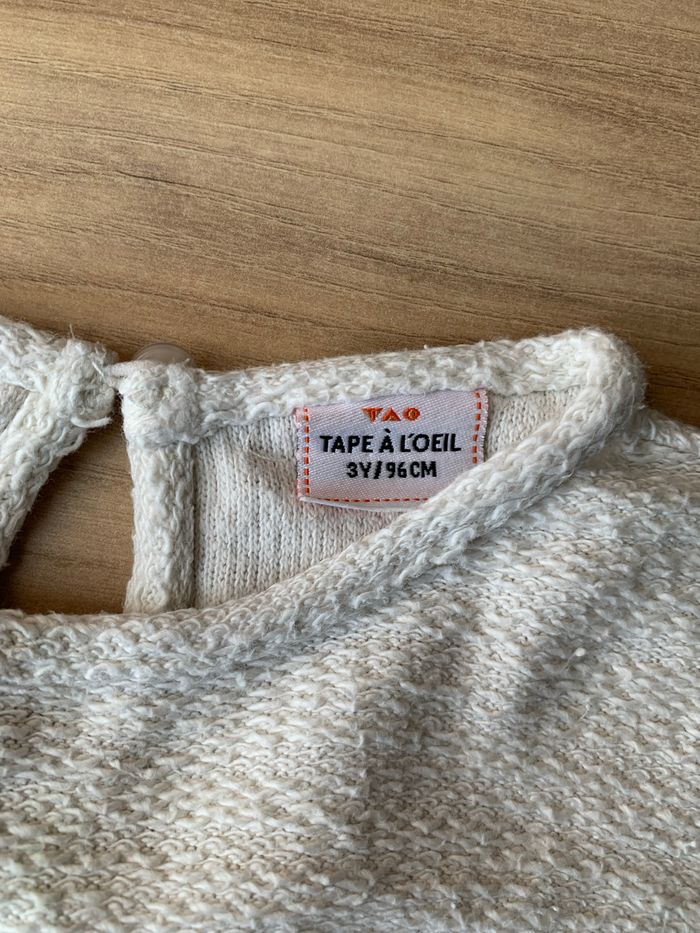 TAO
TAPE À L'OEIL
3Y/96CM